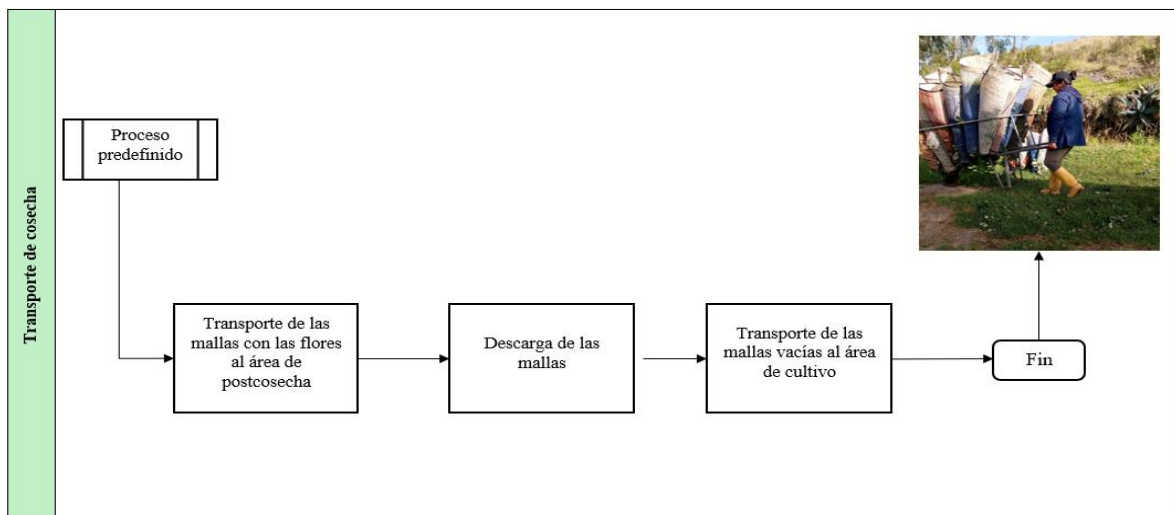 Transporte de cosecha
Proceso
predefinido
Transporte de las
mallas con las flores
al área de
postcosecha
Descarga de las
mallas
Transporte de las
mallas vacías al área
de cultivo
Fin